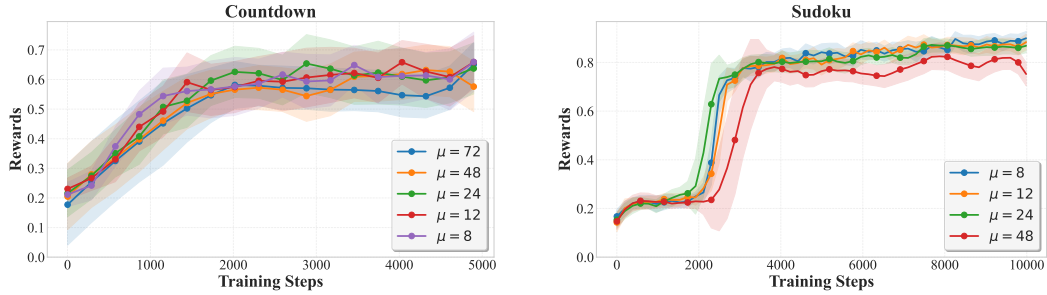 Countdown
0.7
0.6
0.5
0.4
0.3
0.2
0.1
0.0
Rewards
0 1000 2000 3000 4000 5000
Training Steps
μ = 72
μ = 48
μ = 24
μ = 12
μ = 8
Sudoku
0.8
0.6
0.4
0.2
0.0
Rewards
0 2000 4000 6000 8000 10000
Training Steps
μ = 8
μ = 12
μ = 24
μ = 48